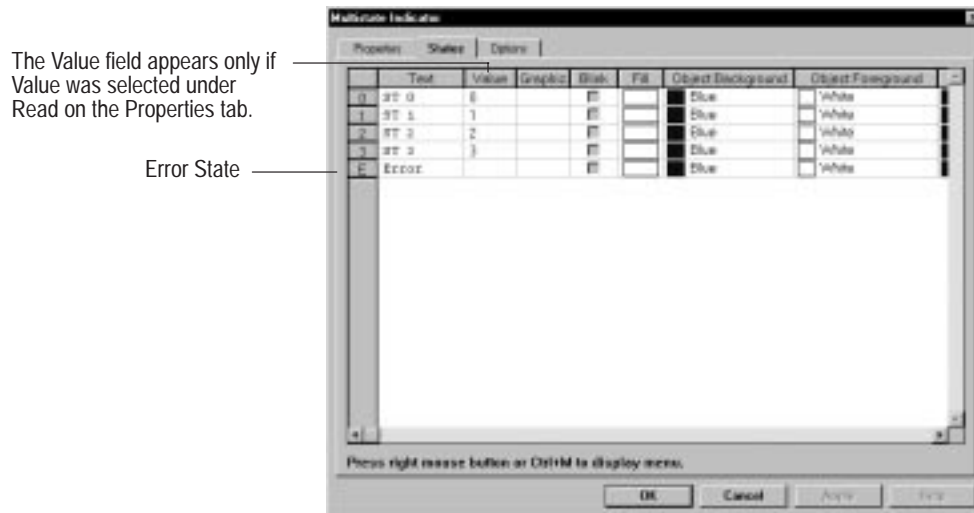 Multistate Indicator
Properties States Options
The Value field appears only if
Value was selected under
Read on the Properties tab.
Text Value Graphic Blink Fill Object Background Object Foreground
0 ST 0 0 Blue White
1 ST 1 1 Blue White
2 ST 2 2 Blue White
3 ST 3 3 Blue White
Error State
E Error Blue White
Press right mouse button or Ctrl+M to display menu.
OK Cancel Apply Help